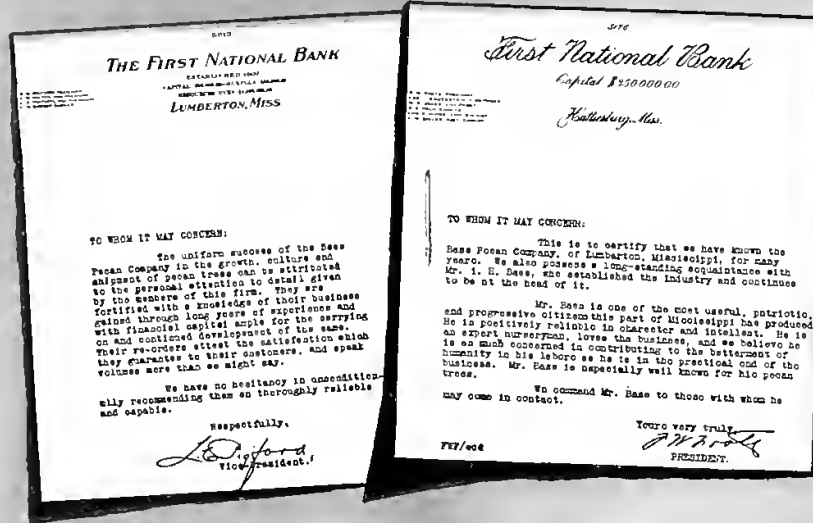 THE FIRST NATIONAL BANK
LUMBERTON, MISS
TO WHOM IT MAY CONCERN:
The uniform success of the Bass
Pecan Company in the growth, culture and
shipment of pecan trees can be attributed
to the personal attention to detail given
by the members of this firm. They are
fortified with a knowledge of their business
gained through long years of experience and
with financial capital ample for the carrying
on and continued developement of the same.
Their re-orders attest the satisfaction which
they guarantee to their customers, and speak
volumes more than we might say.
We have no hesitancy in uncondition-
ally recommending them as thoroughly reliable
and capable.
Respectfully,
Vice-President.
First National Bank
Capital $
Hattiesburg, Miss.
TO WHOM IT MAY CONCERN:
This is to certify that we have known the
Bass Pecan Company, of Lumberton, Mississippi, for many
years. We also possess a long-standing acquaintance with
Mr. I. E. Bass, who established the industry and continues
to be at the head of it.
Mr. Bass is one of the most useful, patriotic,
and progressive citizens this part of Mississippi has produced
He is positively reliable in character and intellect. He is
an expert nurseryman, loves the business, and we believe he
is as much concerned in contributing to the betterment of
humanity in his labors as he is in the practical end of the
business. Mr. Bass is especially well known for his pecan
trees.
We commend Mr. Bass to those with whom he
may come in contact.
Yours very truly,
PRESIDENT.